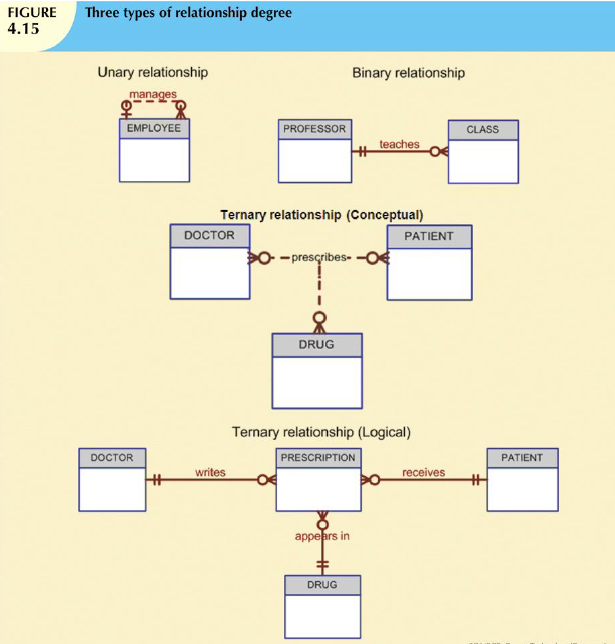 FIGURE
4.15
Three types of relationship degree
Unary relationship
Binary relationship
manages
EMPLOYEE
PROFESSOR
teaches
CLASS
Ternary relationship (Conceptual)
DOCTOR
prescribes
PATIENT
DRUG
Ternary relationship (Logical)
DOCTOR
writes
PRESCRIPTION
receives
PATIENT
appears in
DRUG